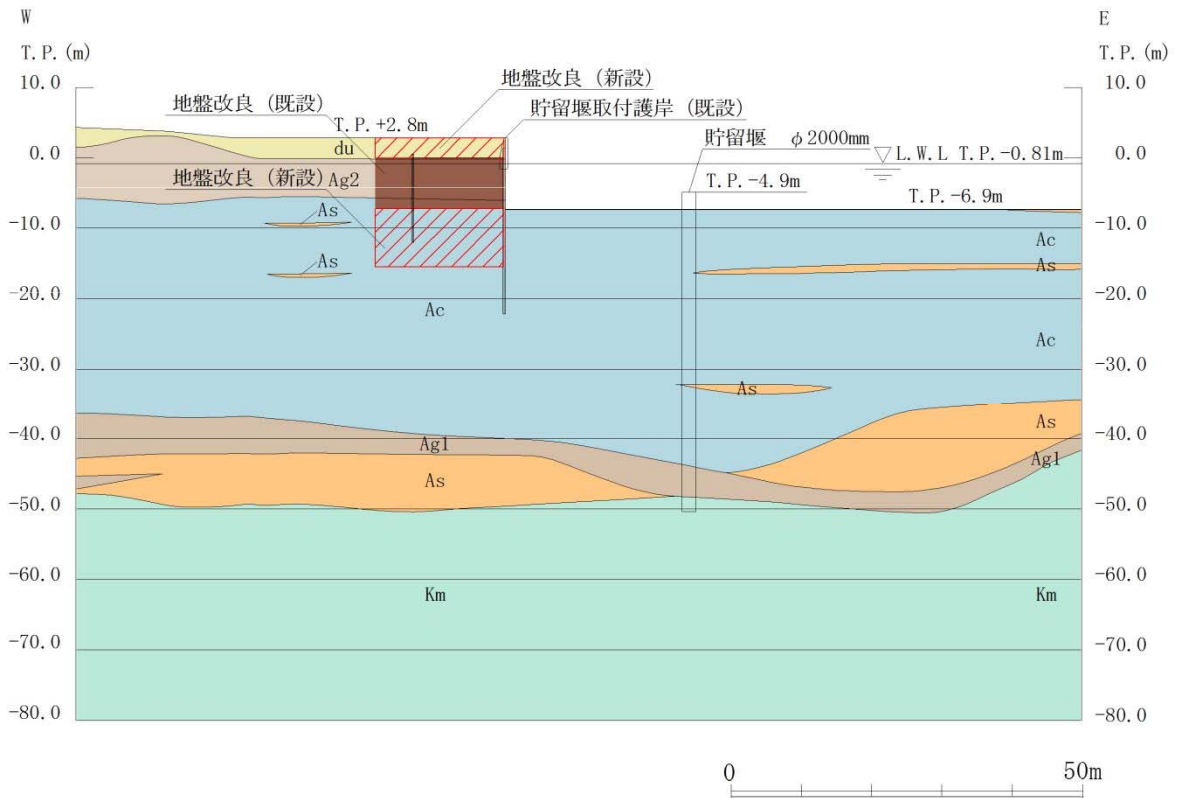 W
E
T.P.(m)
T.P.(m)
10.0
10.0
地盤改良（新設）
地盤改良（既設）
貯留堰取付護岸（既設）
T.P.+2.8m
貯留堰 φ2000mm
du
0.0
L.W.L T.P.-0.81m
0.0
地盤改良（新設）
Ag2
T.P.-4.9m
T.P.-6.9m
As
-10.0
-10.0
Ac
As
As
-20.0
-20.0
Ac
Ac
-30.0
-30.0
As
As
-40.0
-40.0
Ag1
Ag1
As
-50.0
-50.0
-60.0
-60.0
Km
Km
-70.0
-70.0
-80.0
-80.0
0
50m